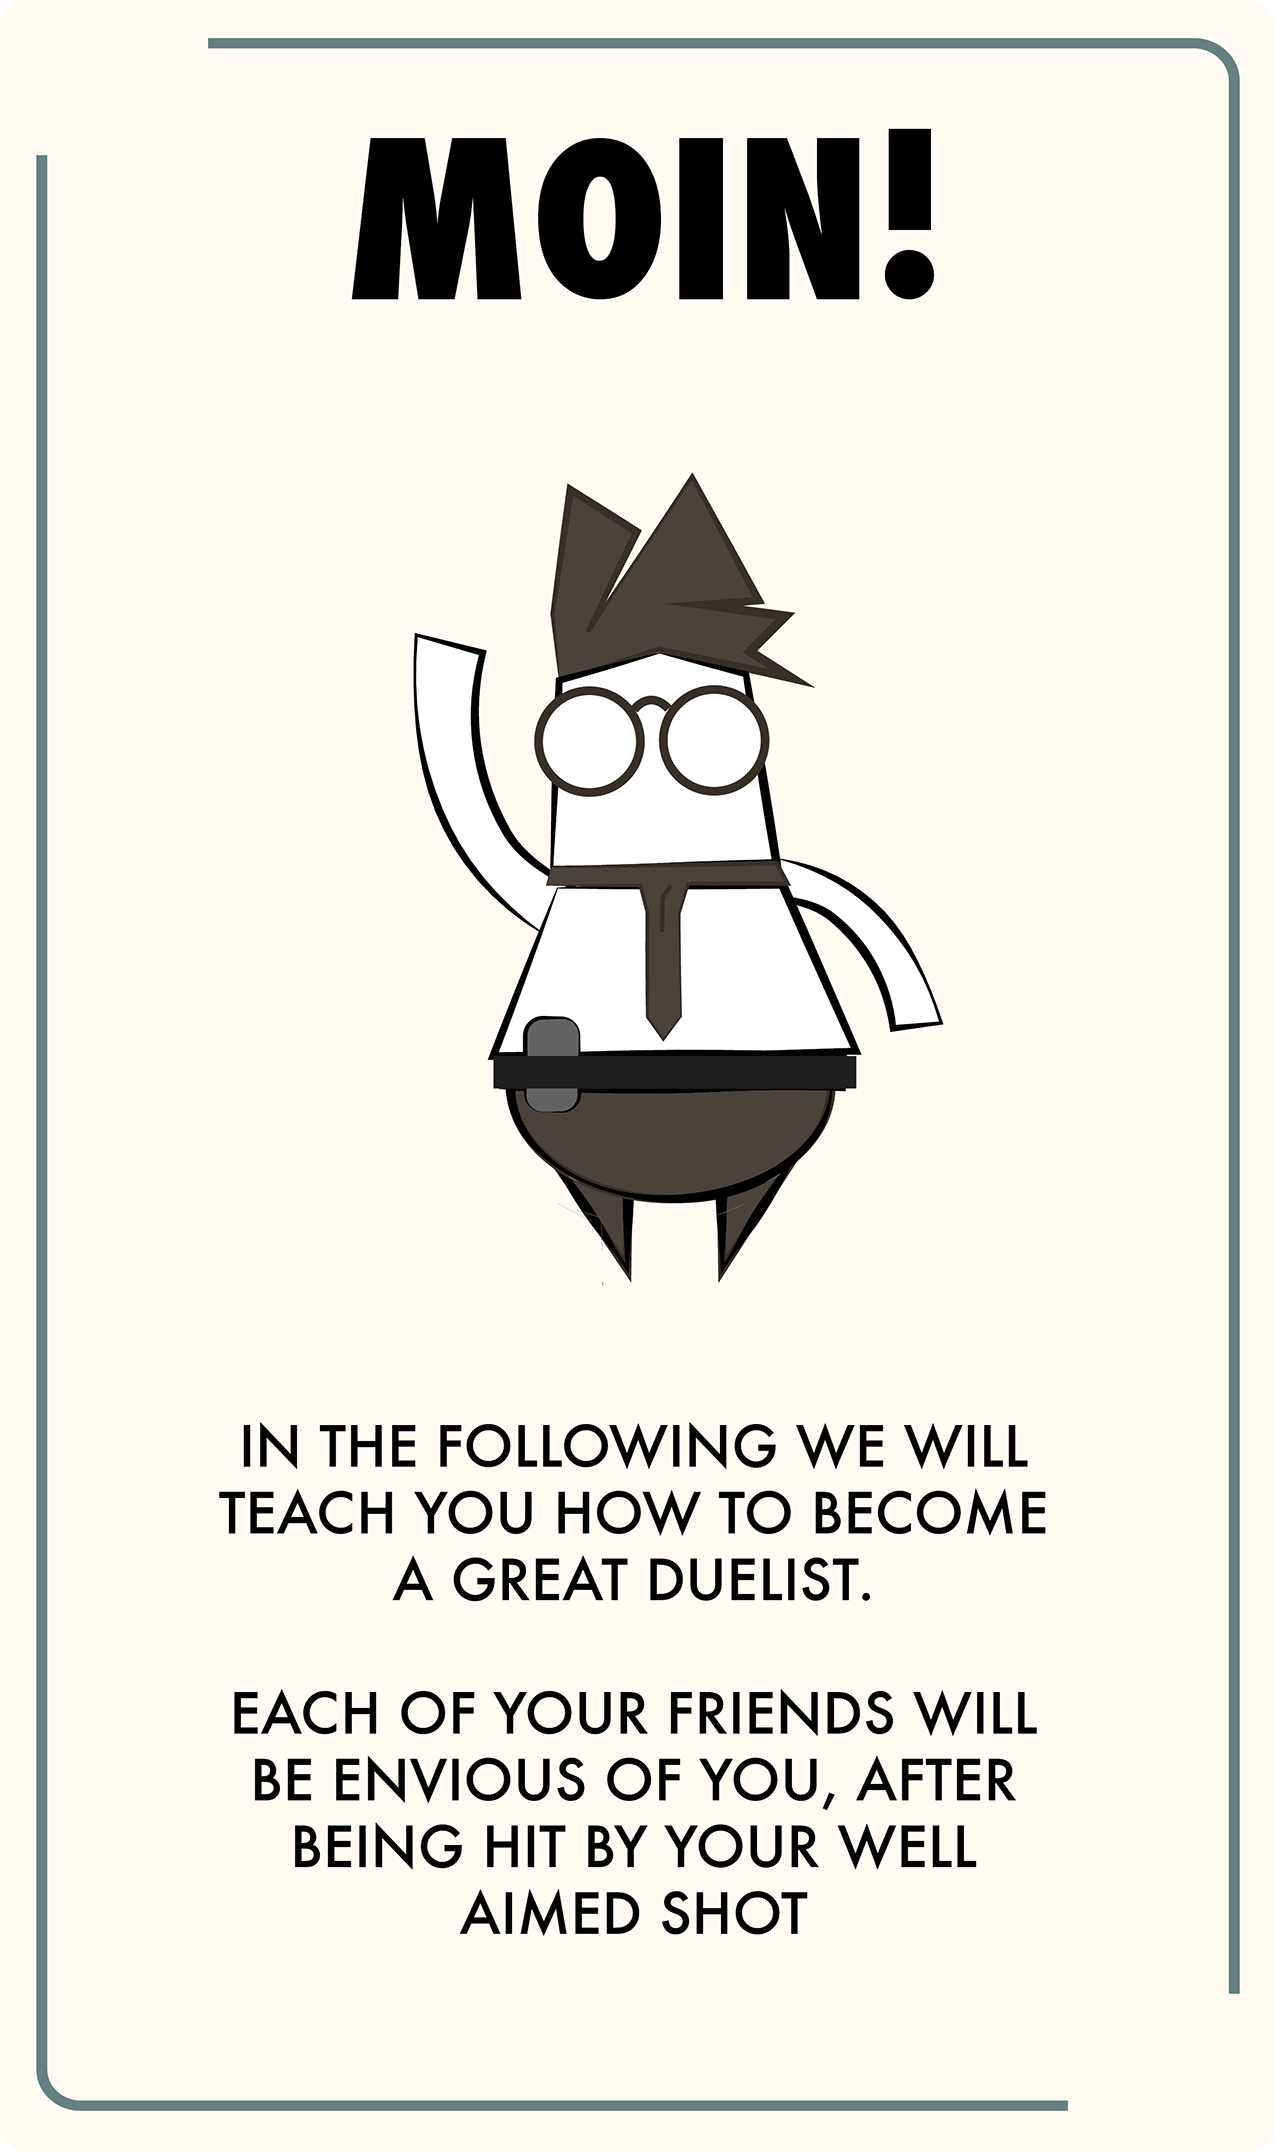 MOIN!
IN THE FOLLOWING WE WILL
TEACH YOU HOW TO BECOME
A GREAT DUELIST.
EACH OF YOUR FRIENDS WILL
BE ENVIOUS OF YOU, AFTER
BEING HIT BY YOUR WELL
AIMED SHOT